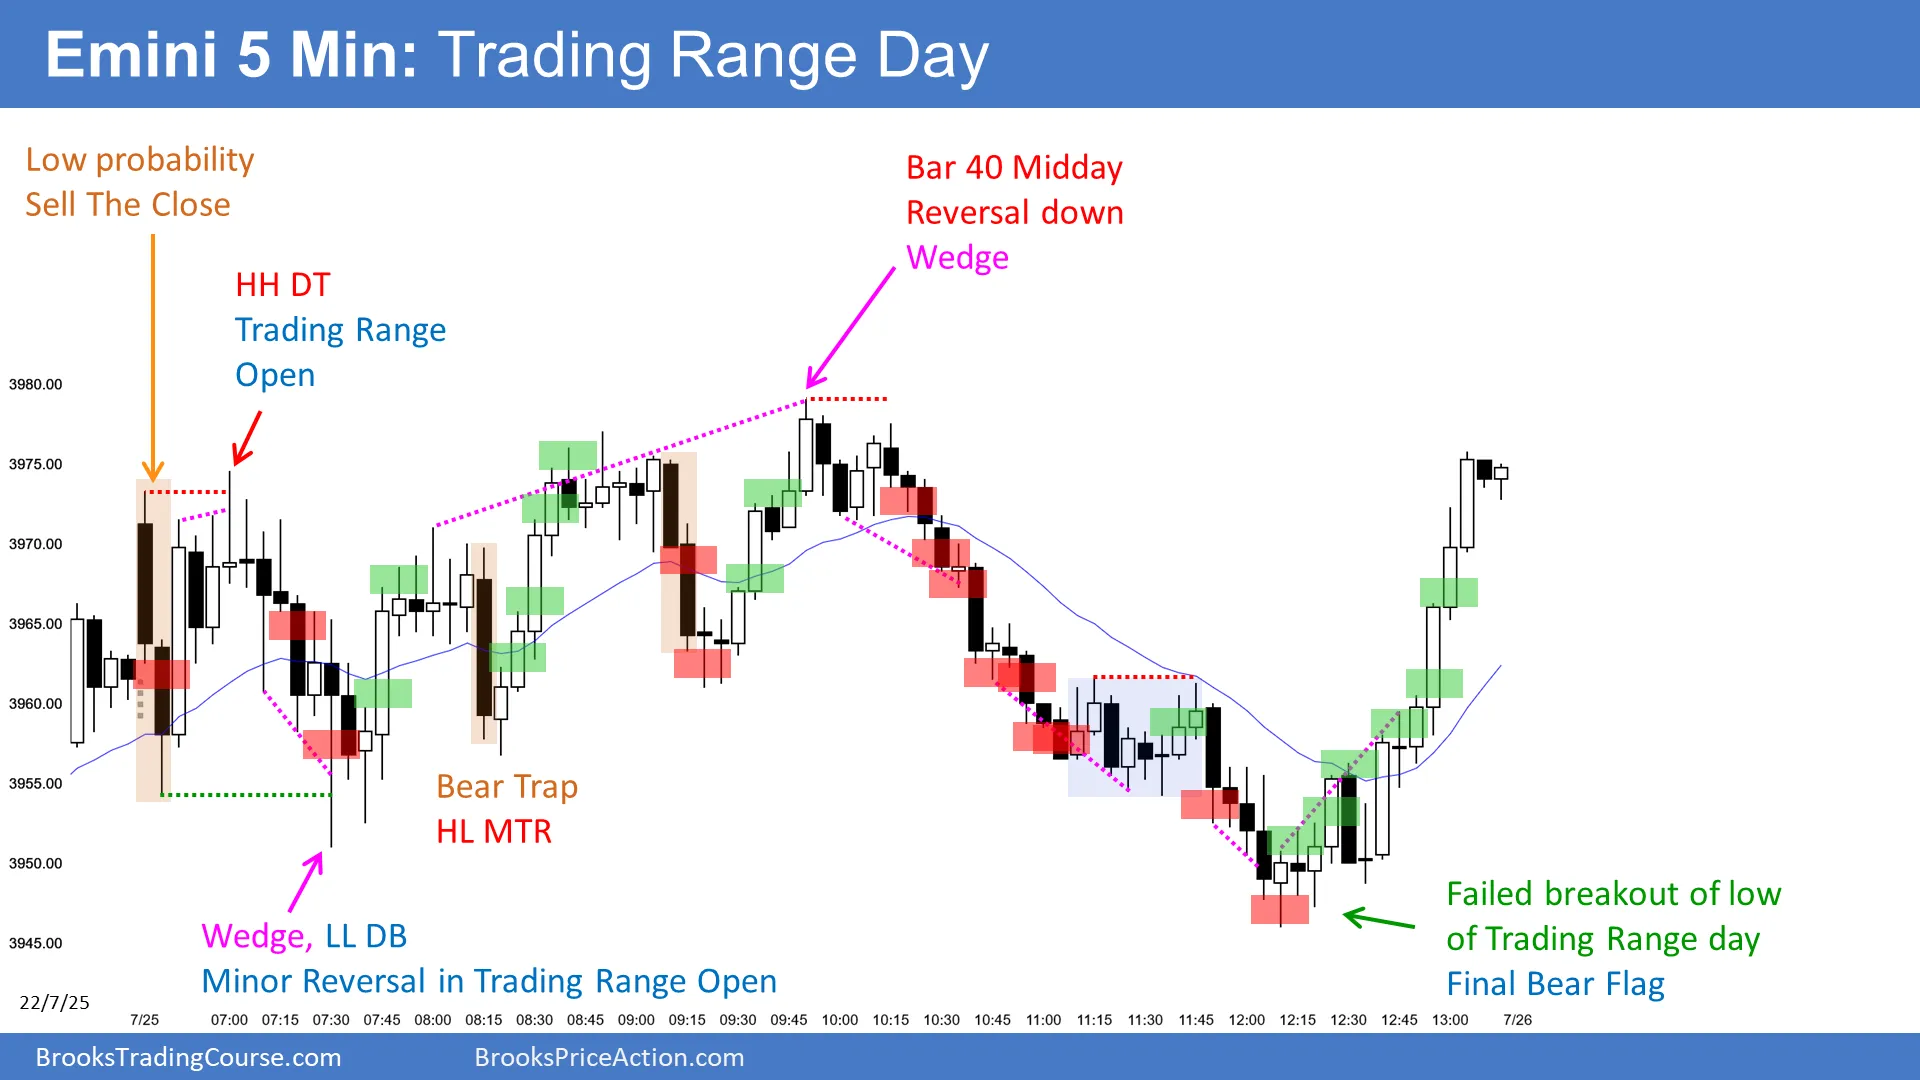 Emini 5 Min: Trading Range Day
Low probability
Sell The Close
HH DT
Trading Range
Open
Bar 40 Midday
Reversal down
Wedge
3980.00
3975.00
3970.00
3965.00
3960.00
3955.00
3950.00
3945.00
Bear Trap
HL MTR
Wedge, LL DB
Minor Reversal in Trading Range Open
Failed breakout of low
of Trading Range day
Final Bear Flag
22/7/25
7/25 07:00 07:15 07:30 07:45 08:00 08:15 08:30 08:45 09:00 09:15 09:30 09:45 10:00 10:15 10:30 10:45 11:00 11:15 11:30 11:45 12:00 12:15 12:30 12:45 13:00 7/26
BrooksTradingCourse.com BrooksPriceAction.com